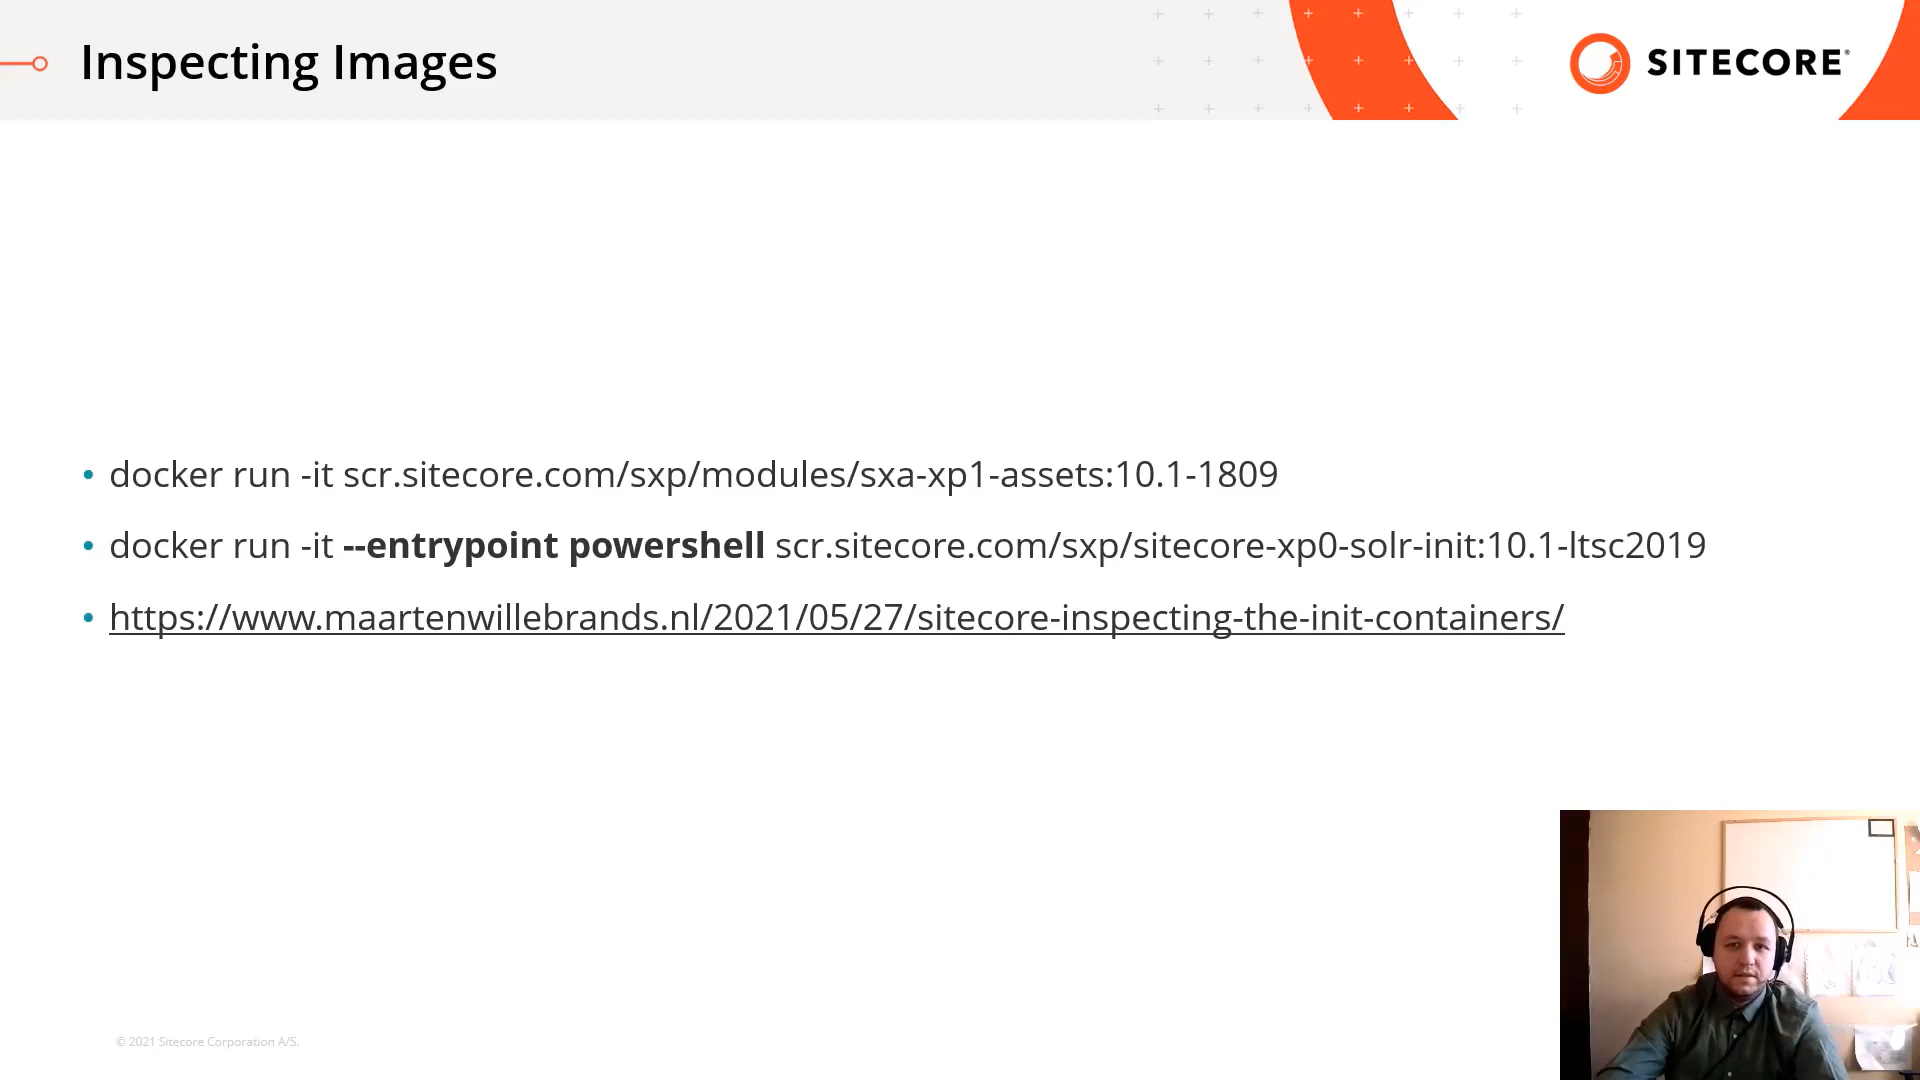 Inspecting Images
SITECORE
docker run -it scr.sitecore.com/sxp/modules/sxa-xp1-assets:10.1-1809
docker run -it --entrypoint powershell scr.sitecore.com/sxp/sitecore-xp0-solr-init:10.1-ltsc2019
https://www.maartenwillebrands.nl/2021/05/27/sitecore-inspecting-the-init-containers/
© 2021 Sitecore Corporation A/S.